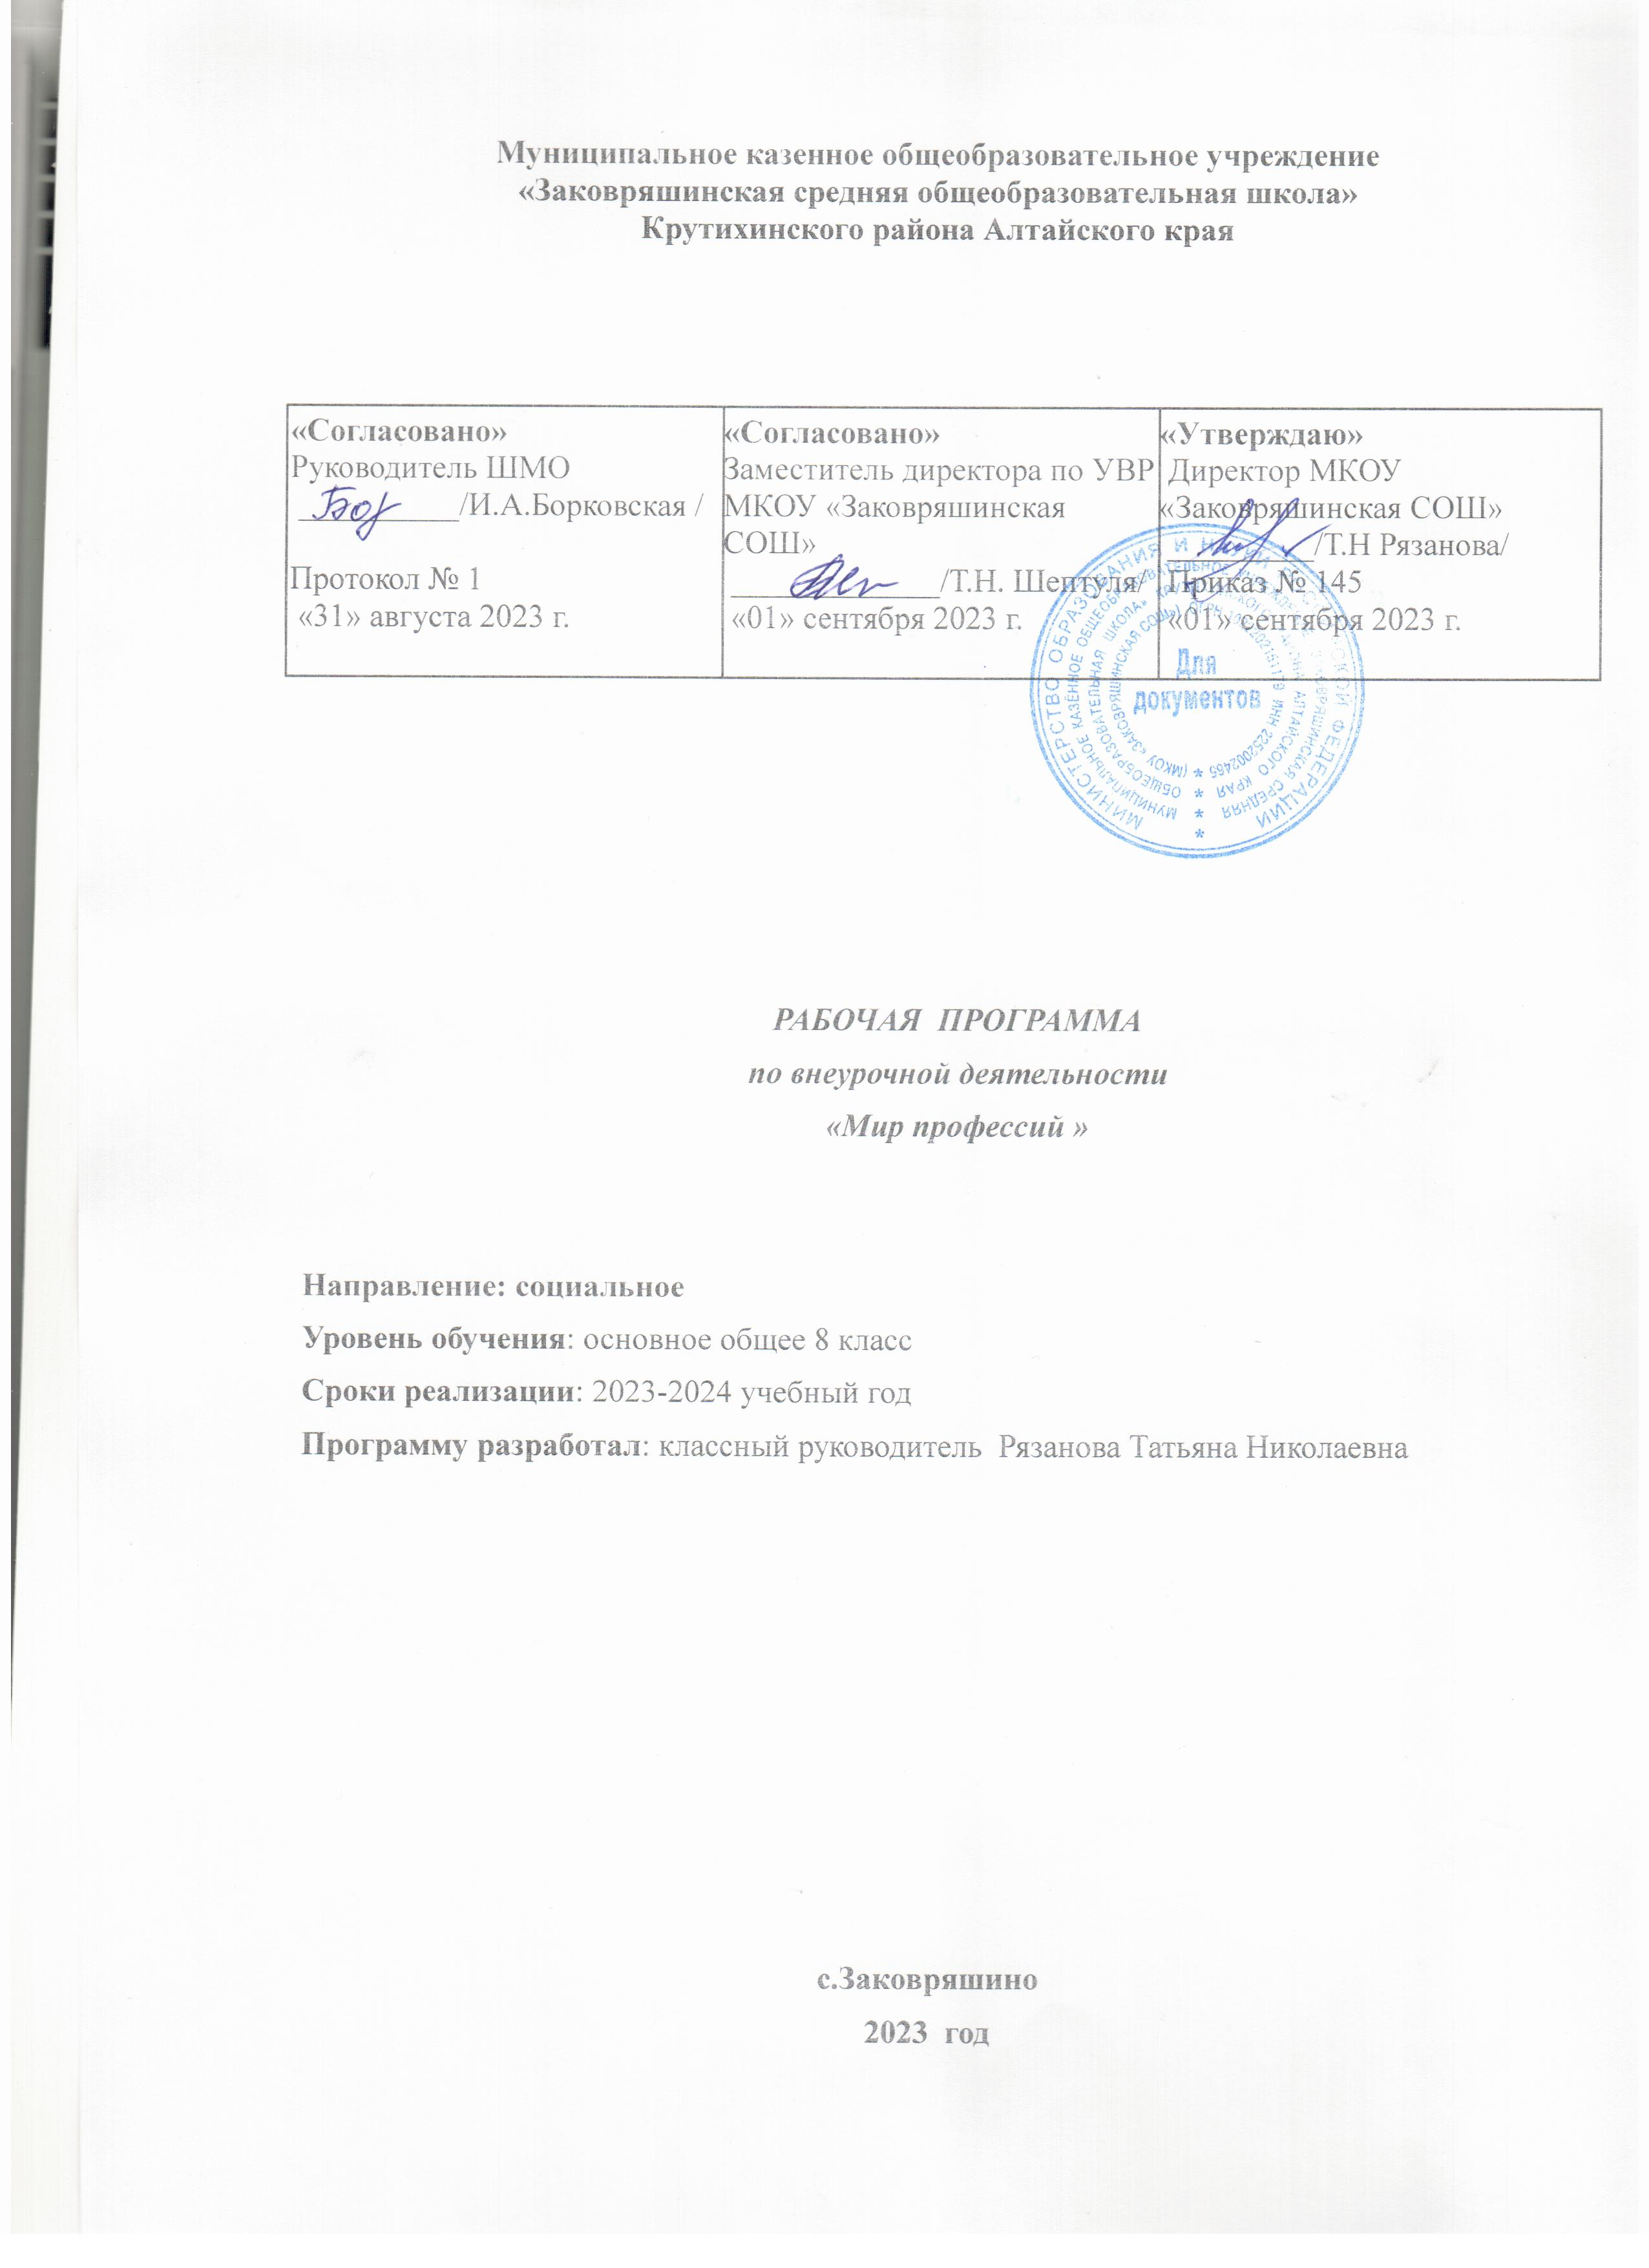 Муниципальное казенное общеобразовательное учреждение
«Заковряшинская средняя общеобразовательная школа»
Крутихинского района Алтайского края
«Согласовано»
Руководитель ШМО
____________/И.А.Борковская /
Протокол № 1
«31» августа 2023 г.
«Согласовано»
Заместитель директора по УВР
МКОУ «Заковряшинская
СОШ»
____________/Т.Н. Шептуля/
«01» сентября 2023 г.
«Утверждаю»
Директор МКОУ
«Заковряшинская СОШ»
____________/Т.Н Рязанова/
Приказ № 145
«01» сентября 2023 г.
Для
документов
РАБОЧАЯ ПРОГРАММА
по внеурочной деятельности
«Мир профессий »
Направление: социальное
Уровень обучения: основное общее 8 класс
Сроки реализации: 2023-2024 учебный год
Программу разработал: классный руководитель Рязанова Татьяна Николаевна
с.Заковряшино
2023 год